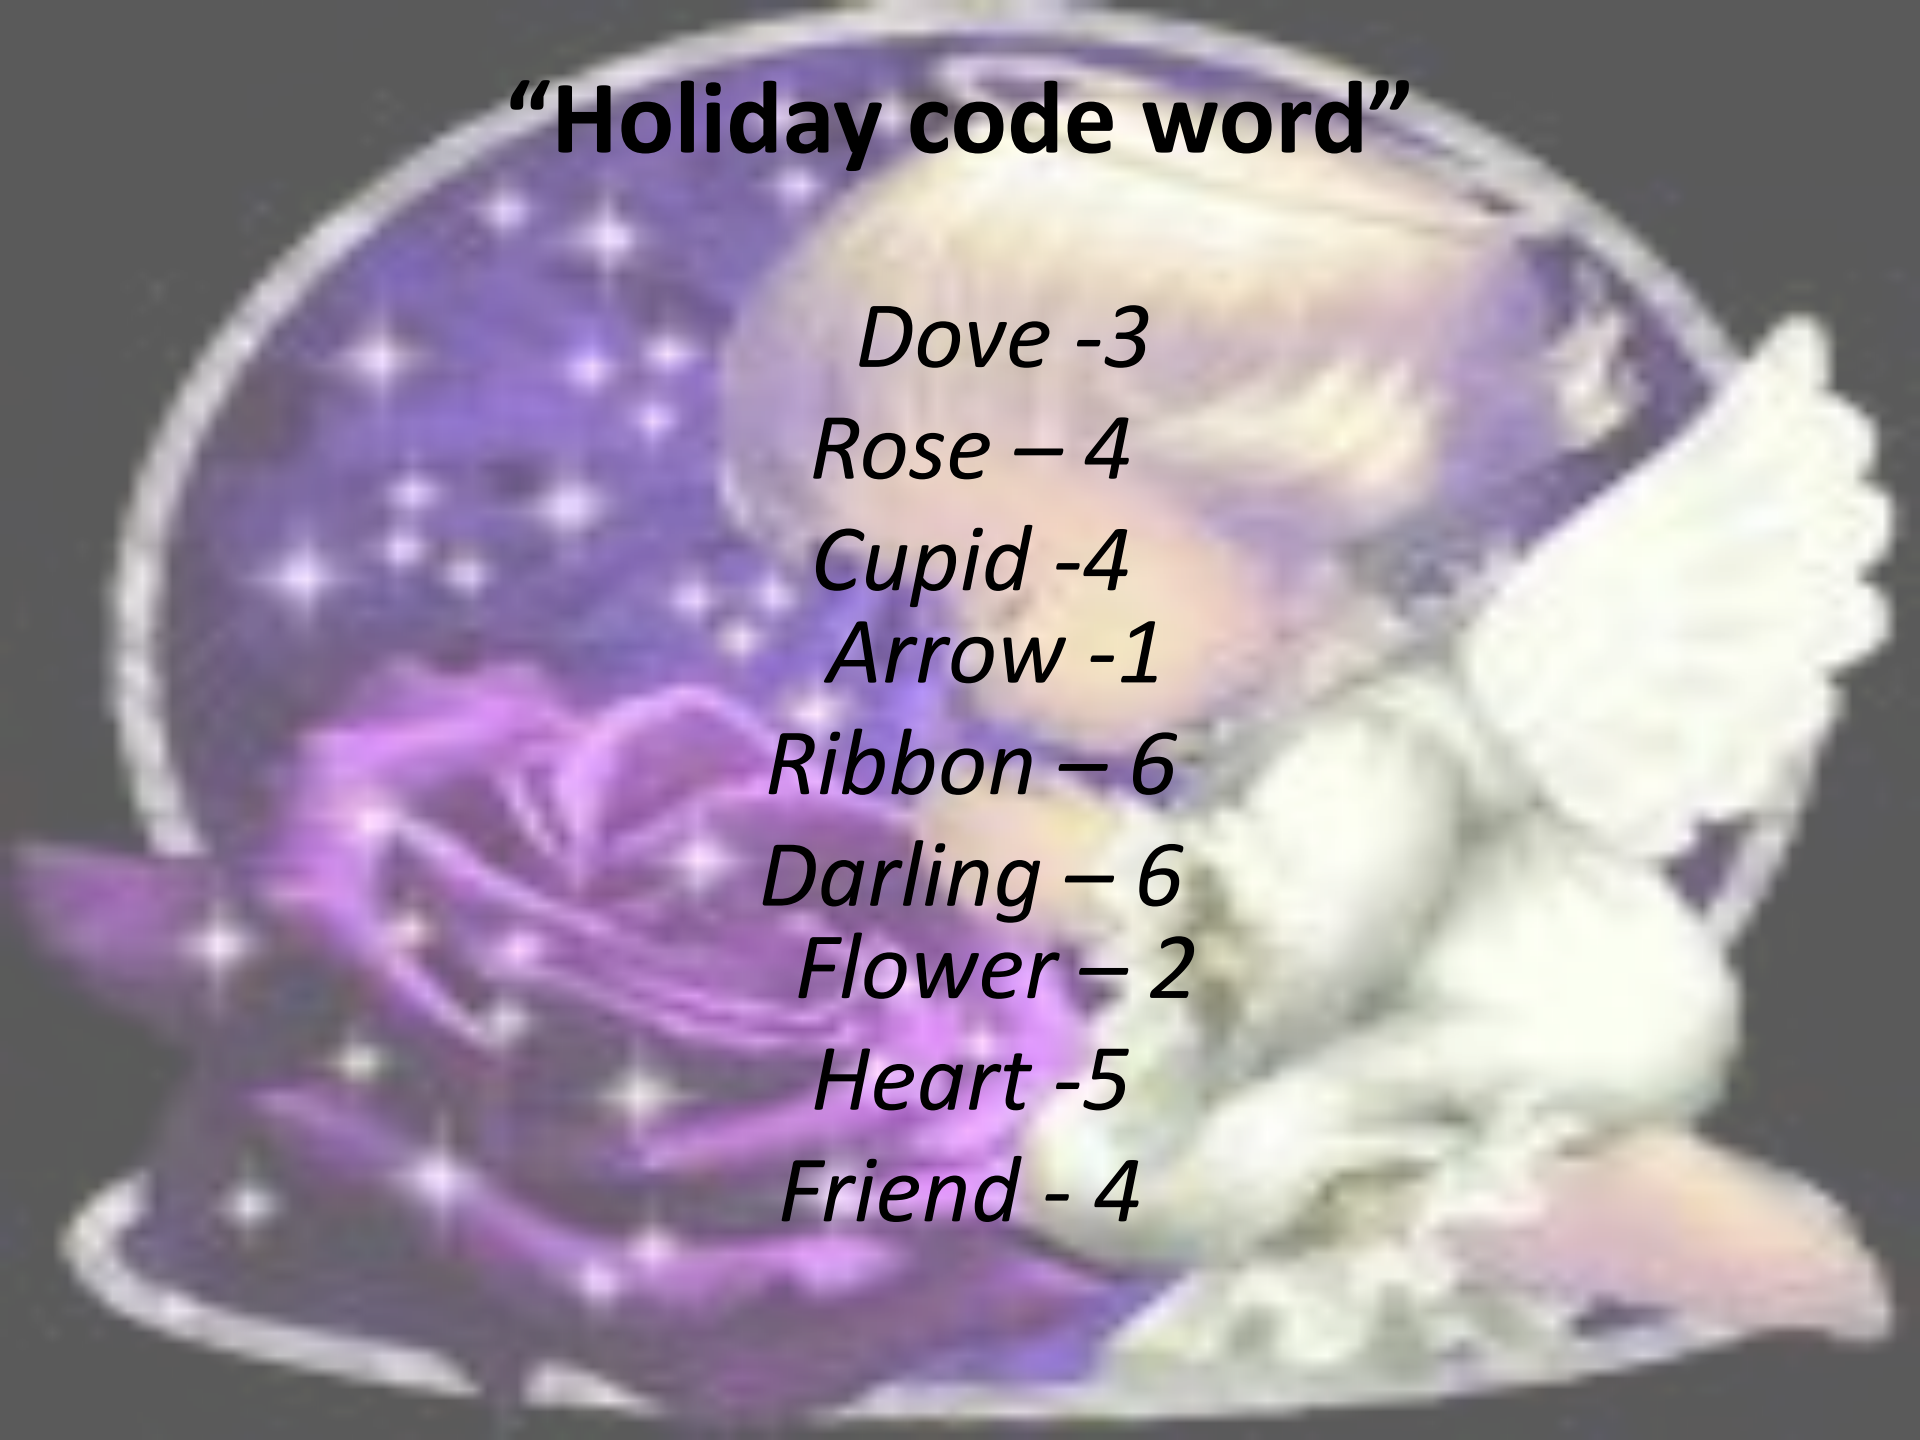 “Holiday code word”
Dove -3
Rose – 4
Cupid -4
Arrow -1
Ribbon – 6
Darling – 6
Flower – 2
Heart -5
Friend - 4